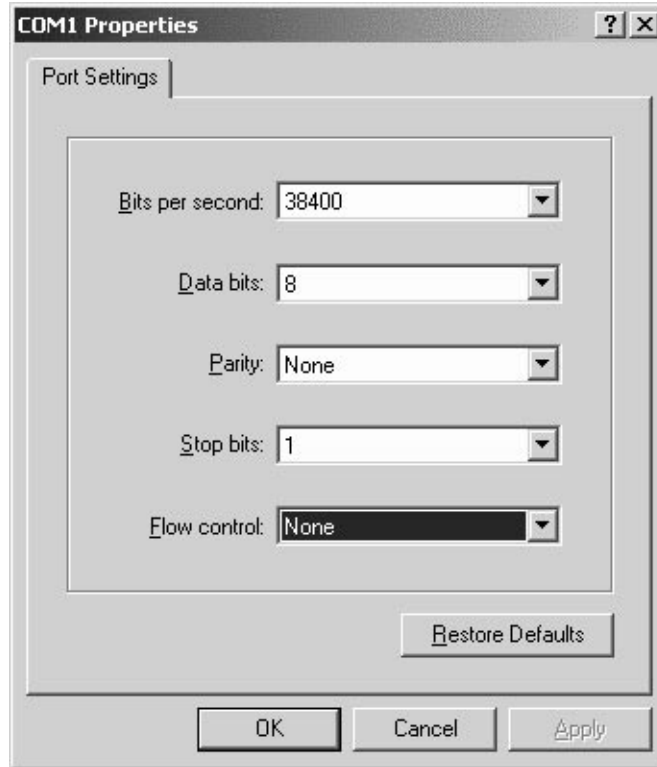 COM1 Properties
Port Settings
Bits per second: 38400
Data bits: 8
Parity: None
Stop bits: 1
Flow control: None
Restore Defaults
OK Cancel Apply